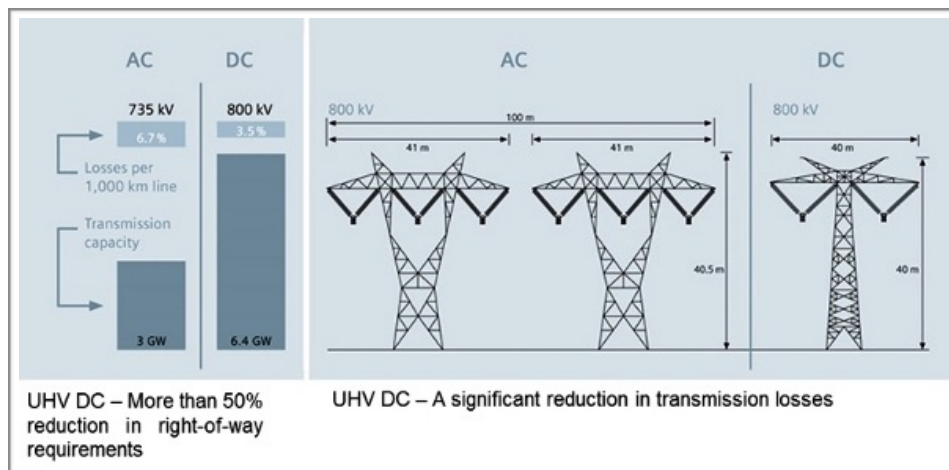 AC
DC
735 kV
800 kV
6.7 %
3.5 %
Losses per
1,000 km line
Transmission
capacity
3 GW
6.4 GW
UHV DC – More than 50%
reduction in right-of-way
requirements
AC
DC
800 kV
800 kV
100 m
41 m
41 m
40 m
40.5 m
40 m
UHV DC – A significant reduction in transmission losses